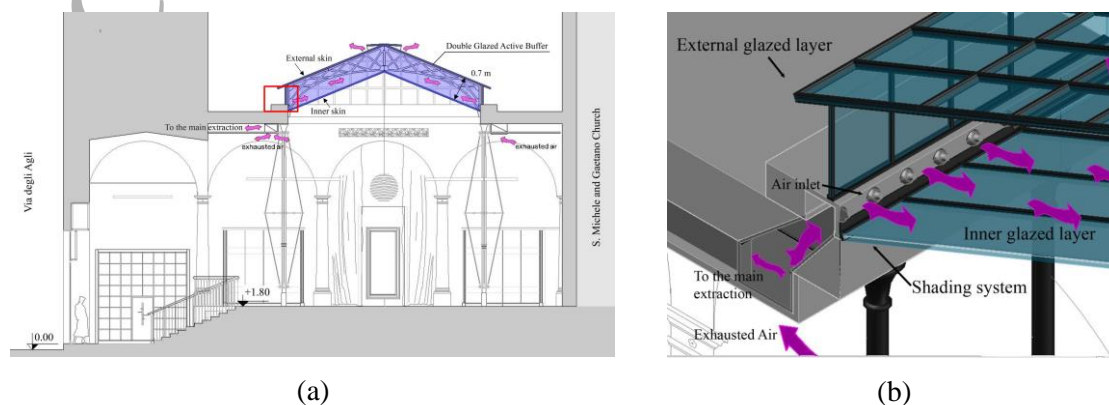 External skin
Double Glazed Active Buffer
0.7 m
Inner skin
To the main extraction
exhausted air
exhausted air
Via degli Agli
S. Michele and Gaetano Church
+1.80
0.00
(a)
External glazed layer
Air inlet
Inner glazed layer
To the main
extraction
Shading system
Exhausted Air
(b)